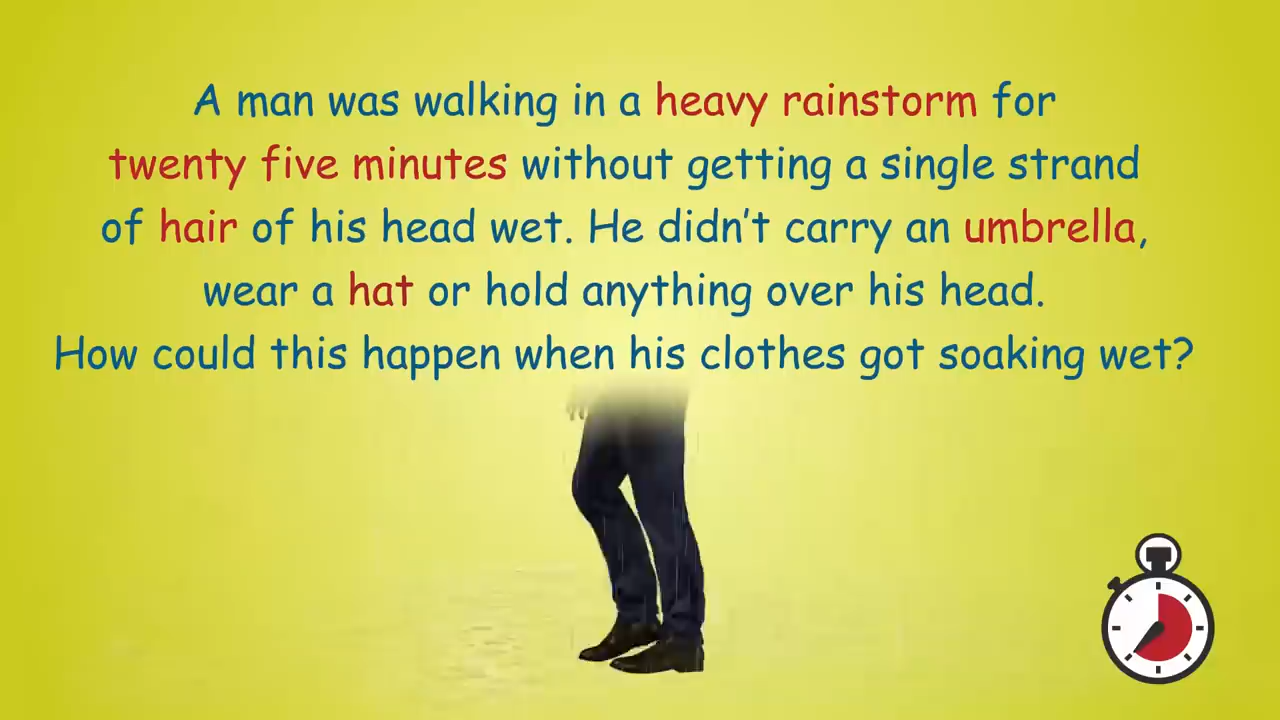 A man was walking in a heavy rainstorm for
twenty five minutes without getting a single strand
of hair of his head wet. He didn’t carry an umbrella,
wear a hat or hold anything over his head.
How could this happen when his clothes got soaking wet?